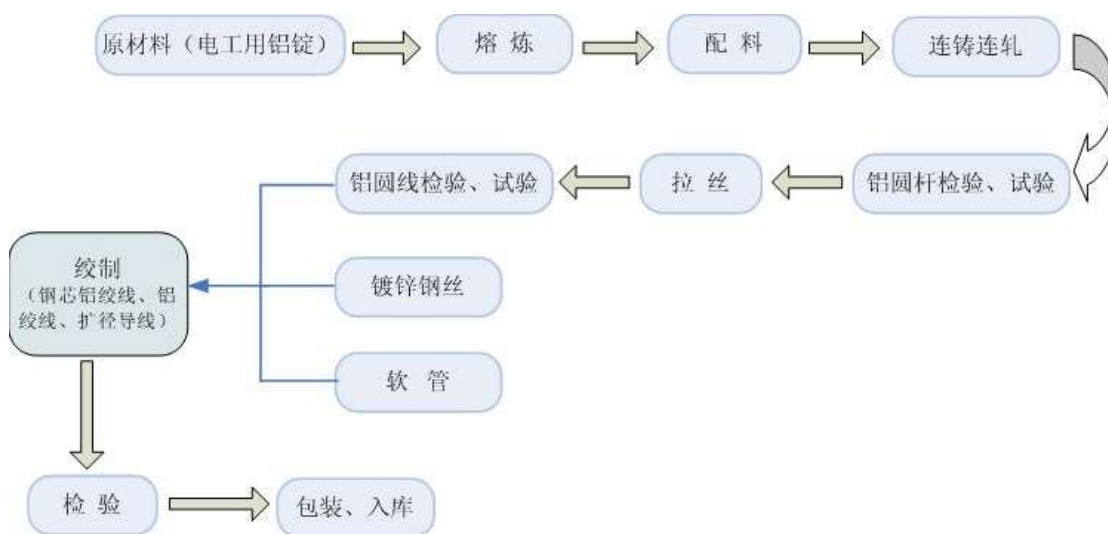 原材料（电工用铝锭）
熔 炼
配 料
连铸连轧
铝圆杆检验、试验
拉 丝
铝圆线检验、试验
镀锌钢丝
软 管
绞制
（钢芯铝绞线、铝
绞线、扩径导线）
检 验
包装、入库